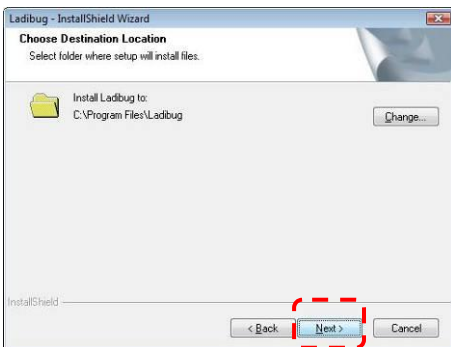 Ladibug - InstallShield Wizard
Choose Destination Location
Select folder where setup will install files.
Install Ladibug to:
C:\Program Files\Ladibug
Change...
InstallShield
< Back Next > Cancel